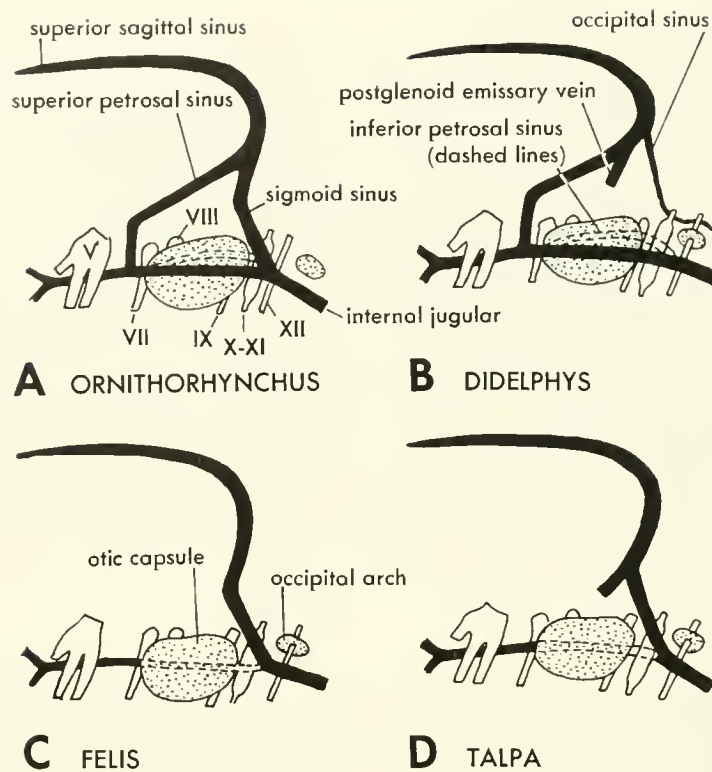 superior sagittal sinus
superior petrosal sinus
sigmoid sinus
VIII
V
VII
IX
X-XI
XII
internal jugular
A ORNITHORHYNCHUS
occipital sinus
postglenoid emissary vein
inferior petrosal sinus
(dashed lines)
B DIDELPHYS
otic capsule
occipital arch
C FELIS
D TALPA